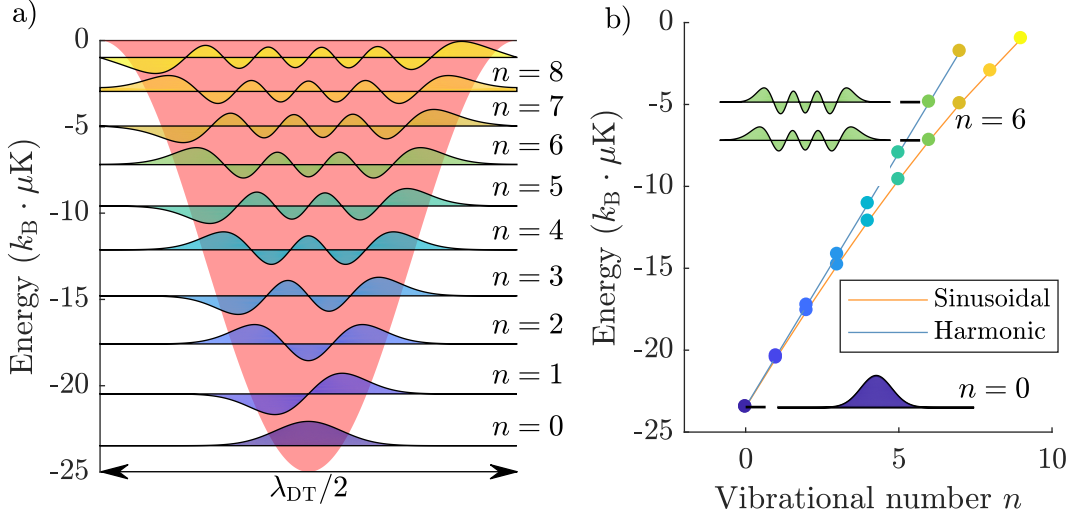 a)
Energy (k_B · μK)
0
-5
-10
-15
-20
-25
n = 8
n = 7
n = 6
n = 5
n = 4
n = 3
n = 2
n = 1
n = 0
λ_DT/2
b)
Energy (k_B · μK)
0
-5
-10
-15
-20
-25
n = 6
Sinusoidal
Harmonic
n = 0
0 5 10
Vibrational number n